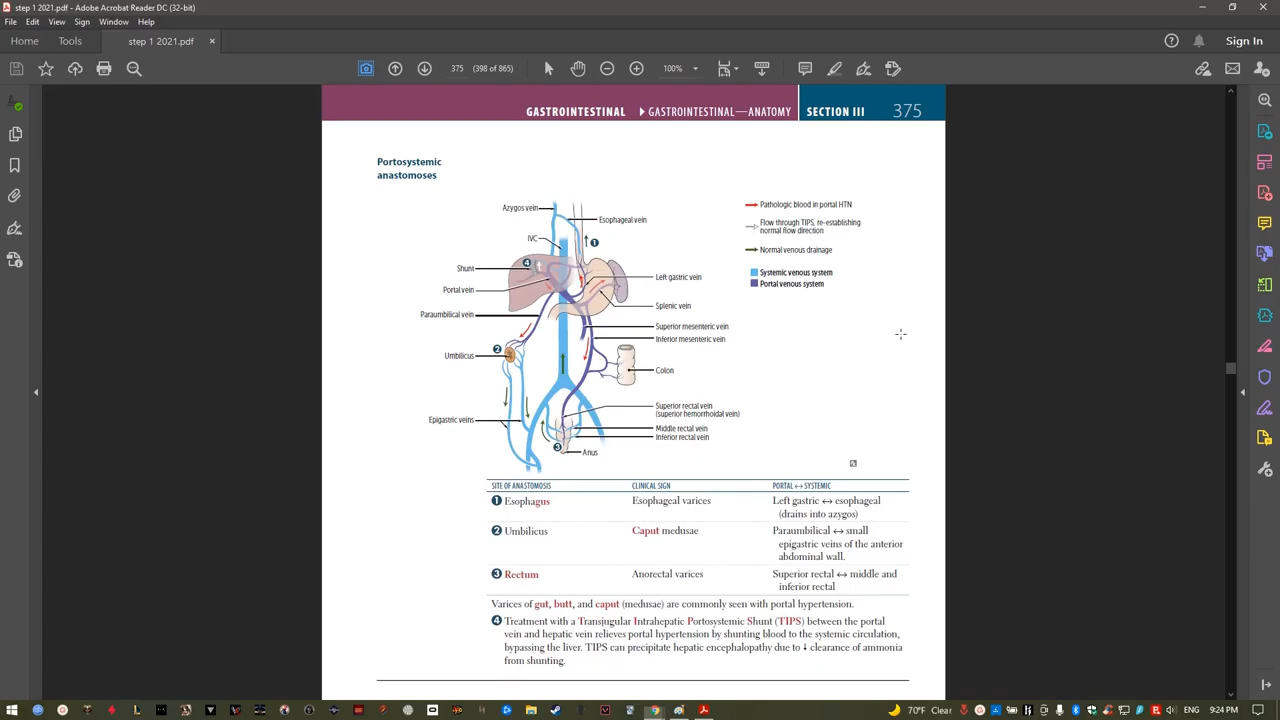 step 1 2021.pdf - Adobe Acrobat Reader DC (32-bit)
File Edit View Sign Window Help
Home Tools step 1 2021.pdf × Sign In
375 (398 of 865) 100%
GASTROINTESTINAL ▶ GASTROINTESTINAL—ANATOMY SECTION III 375
Portosystemic
anastomoses
Azygos vein
Esophageal vein
IVC
1
4
Shunt
Portal vein
Left gastric vein
Splenic vein
Paraumbilical vein
Superior mesenteric vein
Inferior mesenteric vein
2
Umbilicus
Colon
Superior rectal vein
(superior hemorrhoidal vein)
Epigastric veins
Middle rectal vein
Inferior rectal vein
3
Anus
Pathologic blood in portal HTN
Flow through TIPS, re-establishing
normal flow direction
Normal venous drainage
Systemic venous system
Portal venous system
SITE OF ANASTOMOSIS CLINICAL SIGN PORTAL ↔ SYSTEMIC
1 Esophagus Esophageal varices Left gastric ↔ esophageal
(drains into azygos)
2 Umbilicus Caput medusae Paraumbilical ↔ small
epigastric veins of the anterior
abdominal wall.
3 Rectum Anorectal varices Superior rectal ↔ middle and
inferior rectal
Varices of gut, butt, and caput (medusae) are commonly seen with portal hypertension.
4 Treatment with a Transjugular Intrahepatic Portosystemic Shunt (TIPS) between the portal
vein and hepatic vein relieves portal hypertension by shunting blood to the systemic circulation,
bypassing the liver. TIPS can precipitate hepatic encephalopathy due to ↓ clearance of ammonia
from shunting.
ENG 9:24 PM